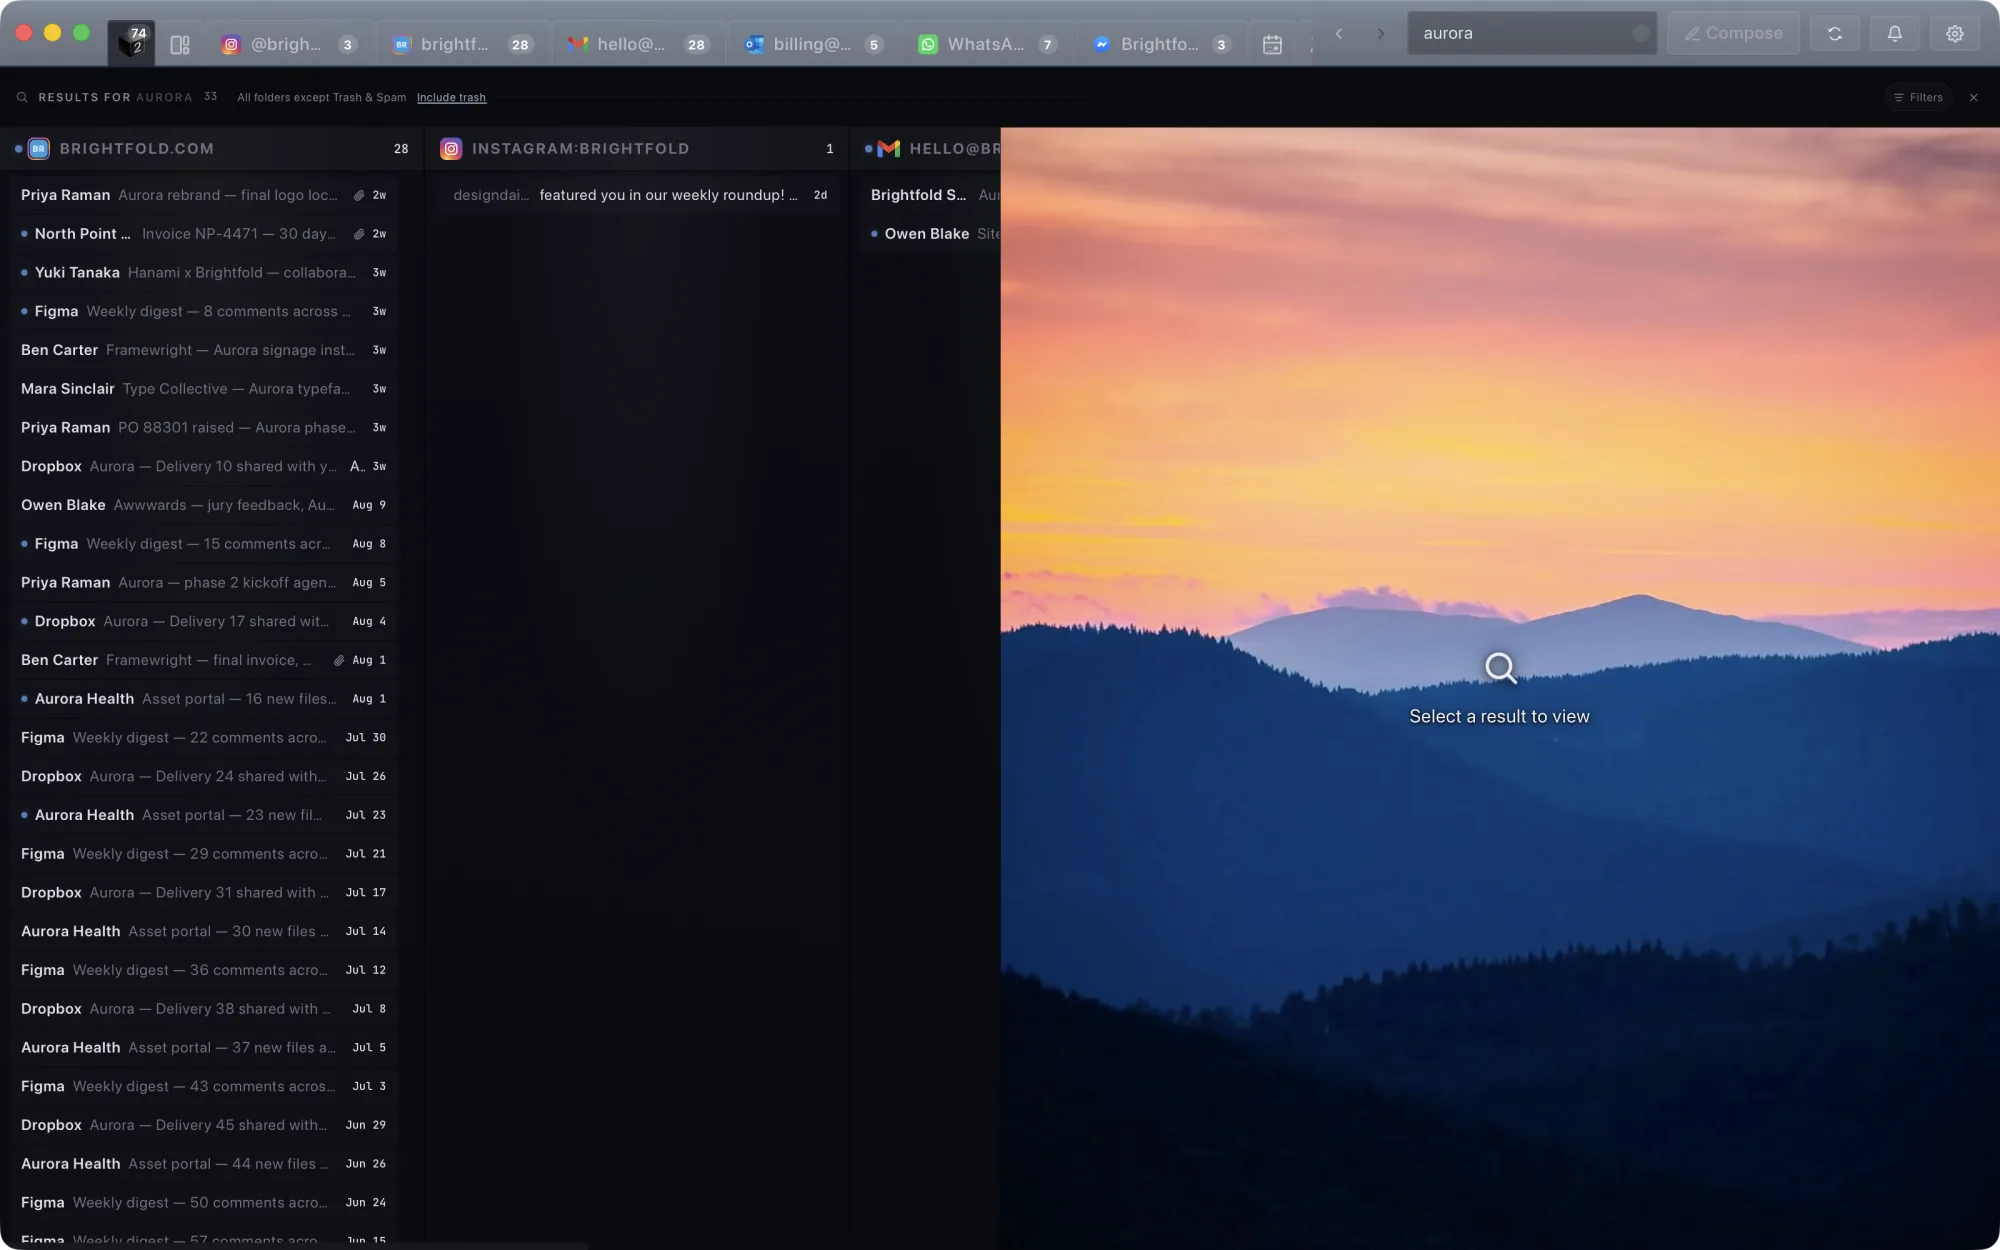 74
@brigh… 3
BR brightf… 28
hello@… 28
billing@… 5
WhatsA… 7
Brightfo… 3
aurora
Compose
RESULTS FOR AURORA 33 All folders except Trash & Spam Include trash
Filters
BR BRIGHTFOLD.COM 28
Priya Raman Aurora rebrand — final logo loc… 2w
North Point … Invoice NP-4471 — 30 day… 2w
Yuki Tanaka Hanami x Brightfold — collabora… 3w
Figma Weekly digest — 8 comments across … 3w
Ben Carter Framewright — Aurora signage inst… 3w
Mara Sinclair Type Collective — Aurora typefa… 3w
Priya Raman PO 88301 raised — Aurora phase… 3w
Dropbox Aurora — Delivery 10 shared with y… A.. 3w
Owen Blake Awwwards — jury feedback, Au… Aug 9
Figma Weekly digest — 15 comments acr… Aug 8
Priya Raman Aurora — phase 2 kickoff agen… Aug 5
Dropbox Aurora — Delivery 17 shared wit… Aug 4
Ben Carter Framewright — final invoice, … Aug 1
Aurora Health Asset portal — 16 new files… Aug 1
Figma Weekly digest — 22 comments acro… Jul 30
Dropbox Aurora — Delivery 24 shared with… Jul 26
Aurora Health Asset portal — 23 new fil… Jul 23
Figma Weekly digest — 29 comments acro… Jul 21
Dropbox Aurora — Delivery 31 shared with … Jul 17
Aurora Health Asset portal — 30 new files … Jul 14
Figma Weekly digest — 36 comments acro… Jul 12
Dropbox Aurora — Delivery 38 shared with … Jul 8
Aurora Health Asset portal — 37 new files a… Jul 5
Figma Weekly digest — 43 comments acros… Jul 3
Dropbox Aurora — Delivery 45 shared with… Jun 29
Aurora Health Asset portal — 44 new files … Jun 26
Figma Weekly digest — 50 comments acro… Jun 24
Figma Weekly digest — 57 comments acro… Jun 15
INSTAGRAM:BRIGHTFOLD 1
designdai… featured you in our weekly roundup! … 2d
HELLO@BR
Brightfold S… Aur
Owen Blake Site
Select a result to view